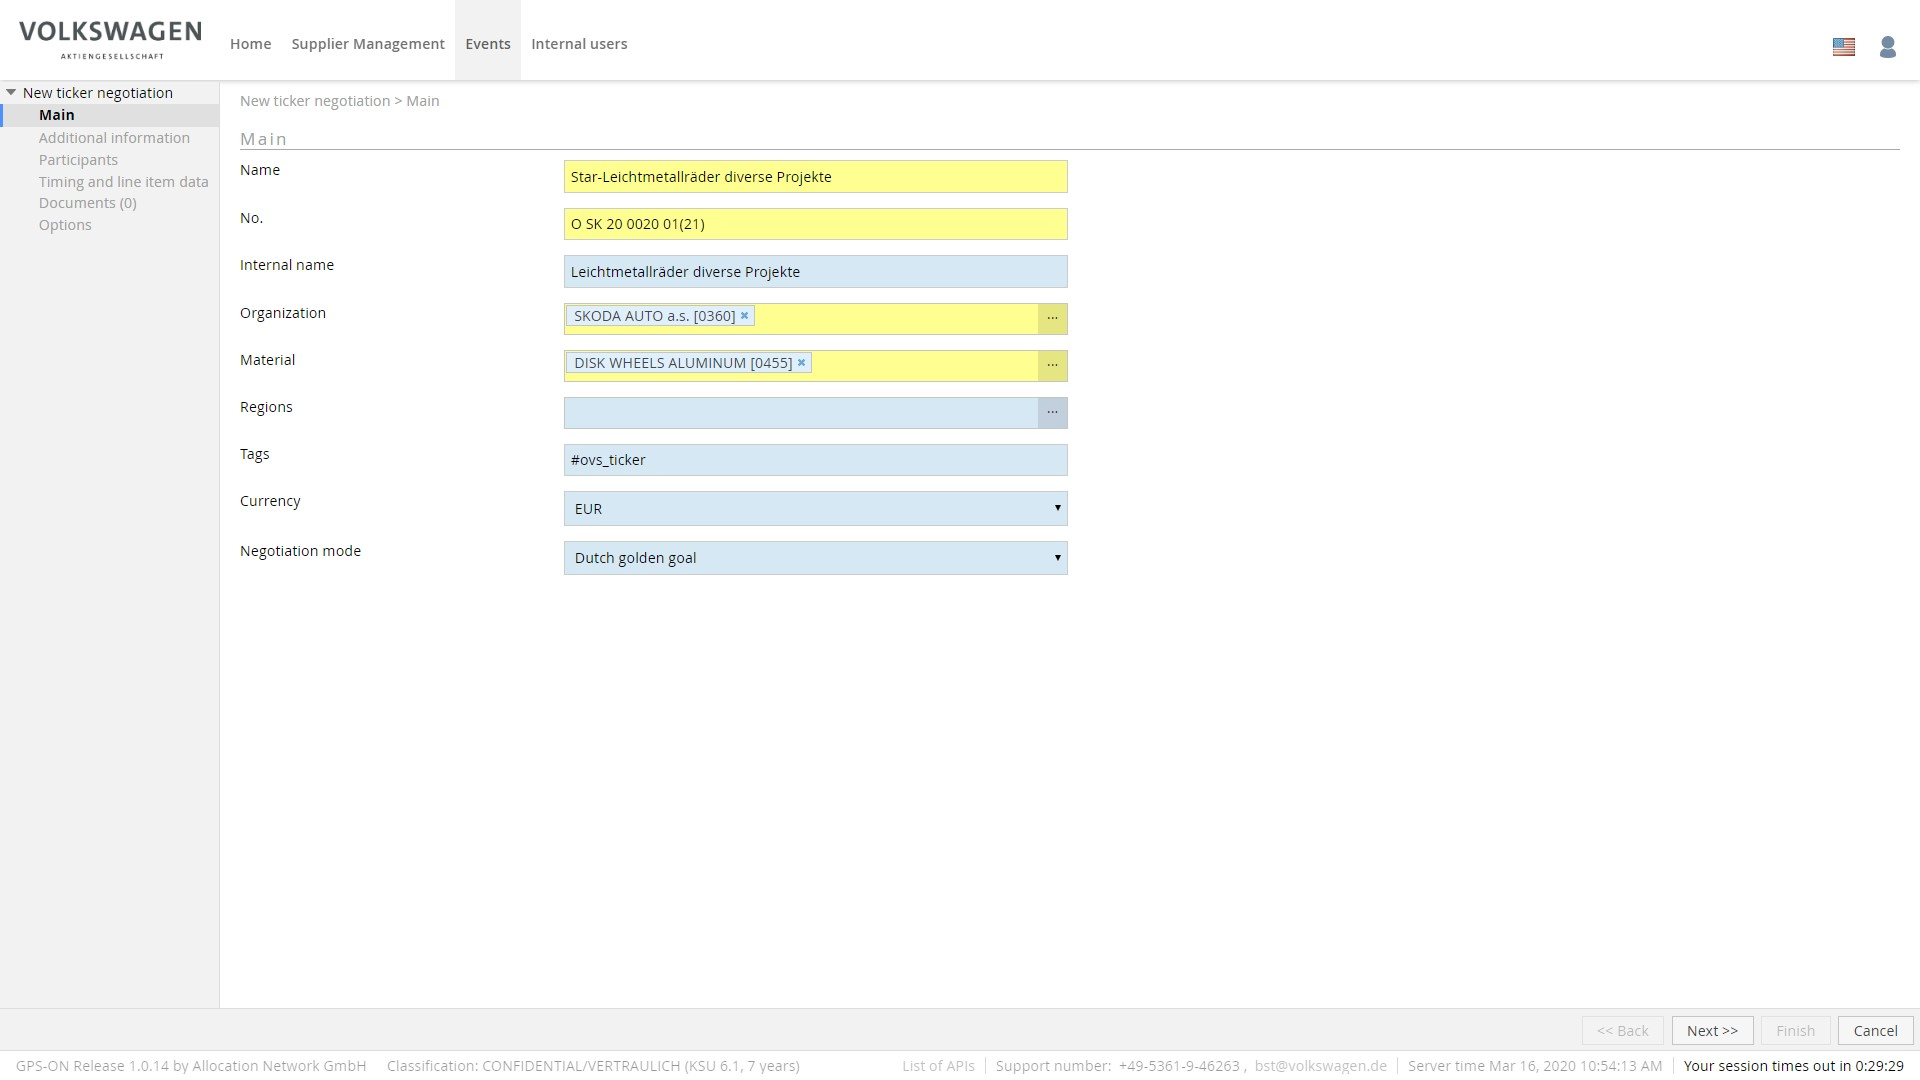 VOLKSWAGEN
AKTIENGESELLSCHAFT
Home Supplier Management Events Internal users
New ticker negotiation
Main
Additional information
Participants
Timing and line item data
Documents (0)
Options
New ticker negotiation > Main
Main
Name Star-Leichtmetallräder diverse Projekte
No. O SK 20 0020 01(21)
Internal name Leichtmetallräder diverse Projekte
Organization SKODA AUTO a.s. [0360] ...
Material DISK WHEELS ALUMINUM [0455] ...
Regions ...
Tags #ovs_ticker
Currency EUR
Negotiation mode Dutch golden goal
<< Back Next >> Finish Cancel
GPS-ON Release 1.0.14 by Allocation Network GmbH Classification: CONFIDENTIAL/VERTRAULICH (KSU 6.1, 7 years) List of APIs Support number: +49-5361-9-46263 , bst@volkswagen.de Server time Mar 16, 2020 10:54:13 AM Your session times out in 0:29:29